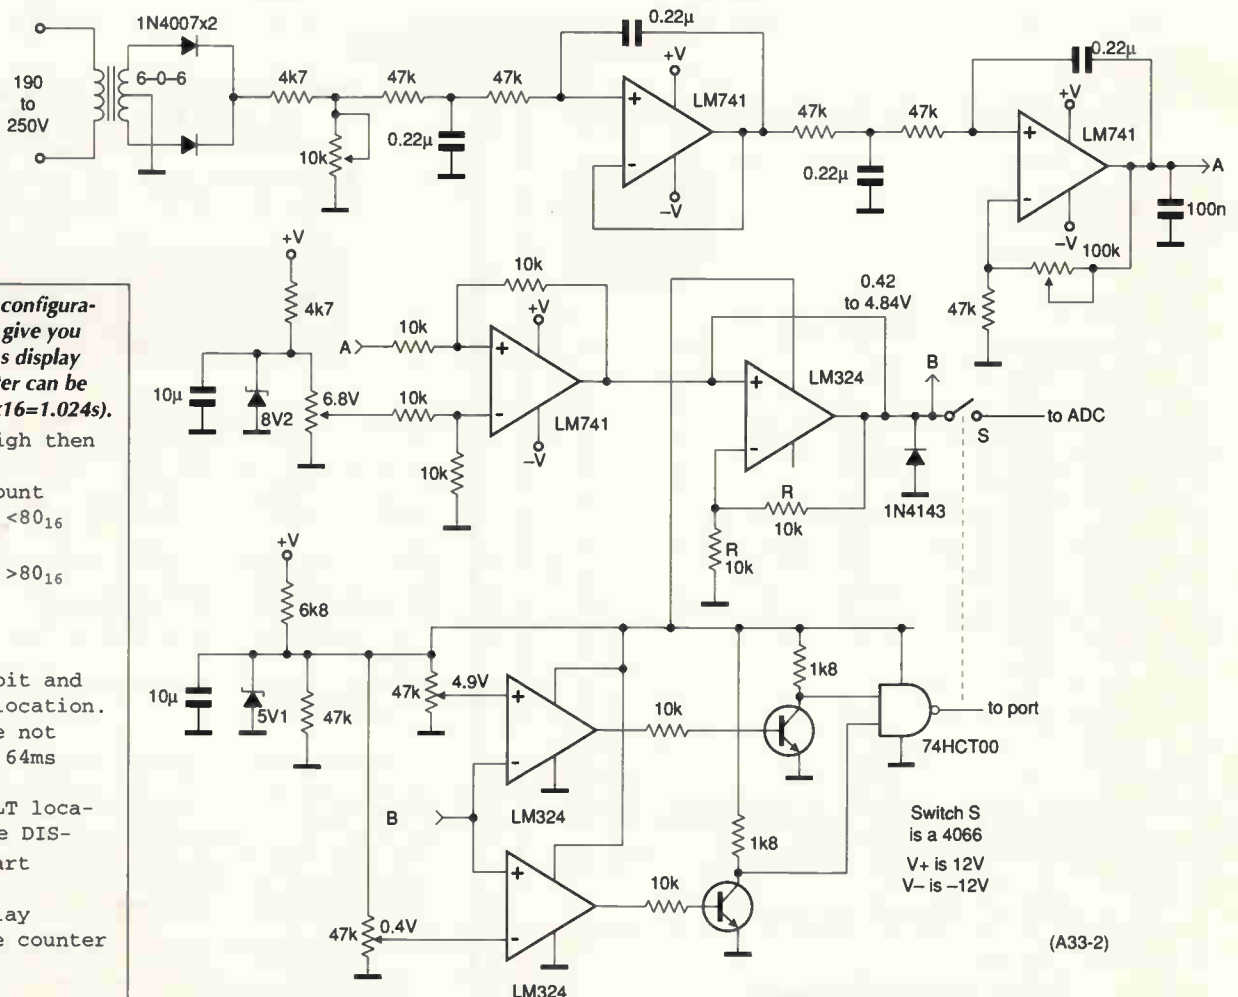 1N4007x2
190
to
250V
6–0–6
4k7
10k
47k
0.22µ
47k
0.22µ
+V
LM741
–V
47k
0.22µ
47k
0.22µ
+V
LM741
–V
100k
47k
A
100n
configura-
give you
s display
ter can be
x16=1.024s).
igh then
ount
<80₁₆
>80₁₆
bit and
location.
e not
64ms
LT loca-
e DIS-
art
lay
e counter
+V
4k7
10µ
8V2
6.8V
A
10k
10k
10k
10k
+V
LM741
–V
0.42
to 4.84V
LM324
R
10k
R
10k
B
1N4143
S
to ADC
+V
6k8
10µ
5V1
47k
47k
4.9V
LM324
B
47k
0.4V
LM324
10k
1k8
10k
1k8
74HCT00
to port
Switch S
is a 4066
V+ is 12V
V– is –12V
(A33-2)